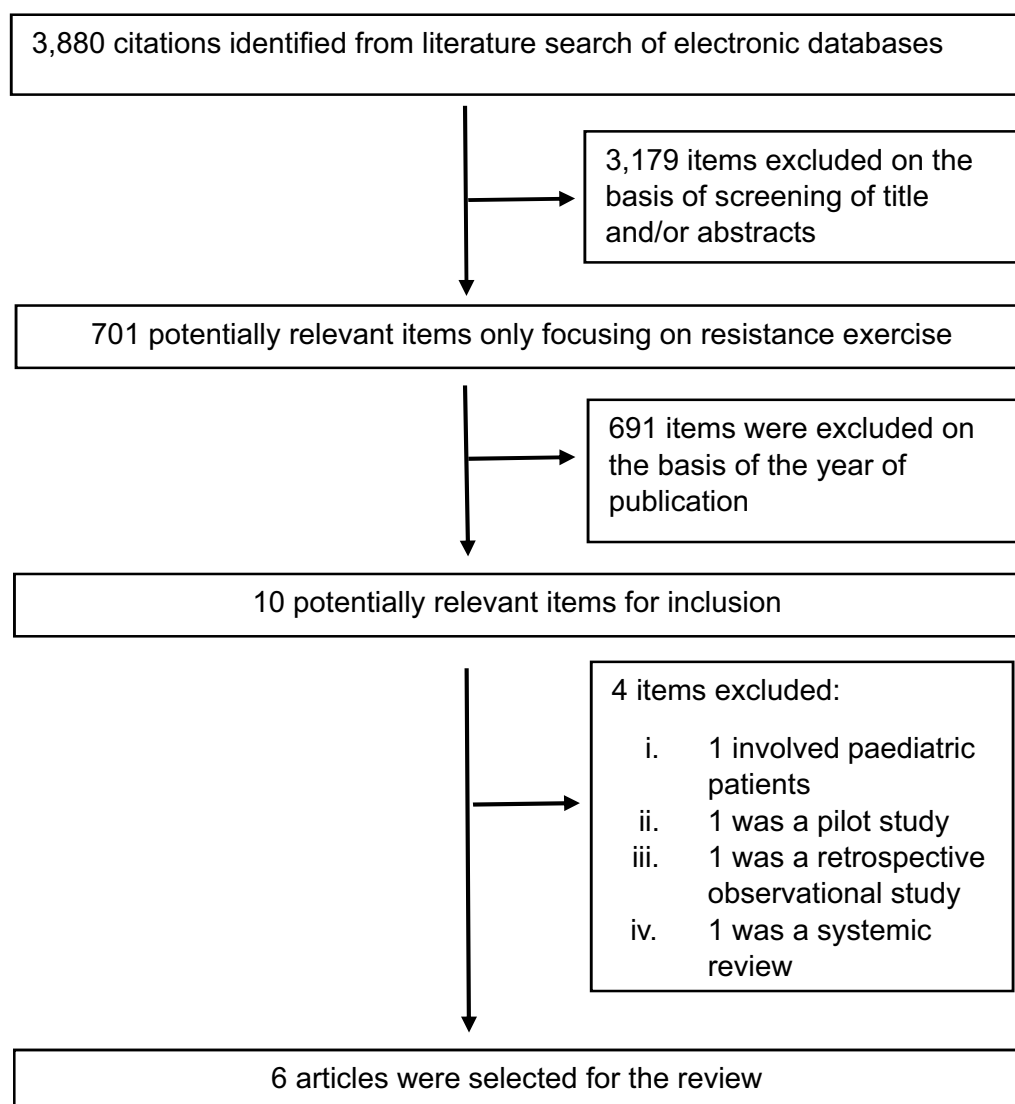 3,880 citations identified from literature search of electronic databases
3,179 items excluded on the
basis of screening of title
and/or abstracts
701 potentially relevant items only focusing on resistance exercise
691 items were excluded on
the basis of the year of
publication
10 potentially relevant items for inclusion
4 items excluded:
i. 1 involved paediatric
patients
ii. 1 was a pilot study
iii. 1 was a retrospective
observational study
iv. 1 was a systemic
review
6 articles were selected for the review